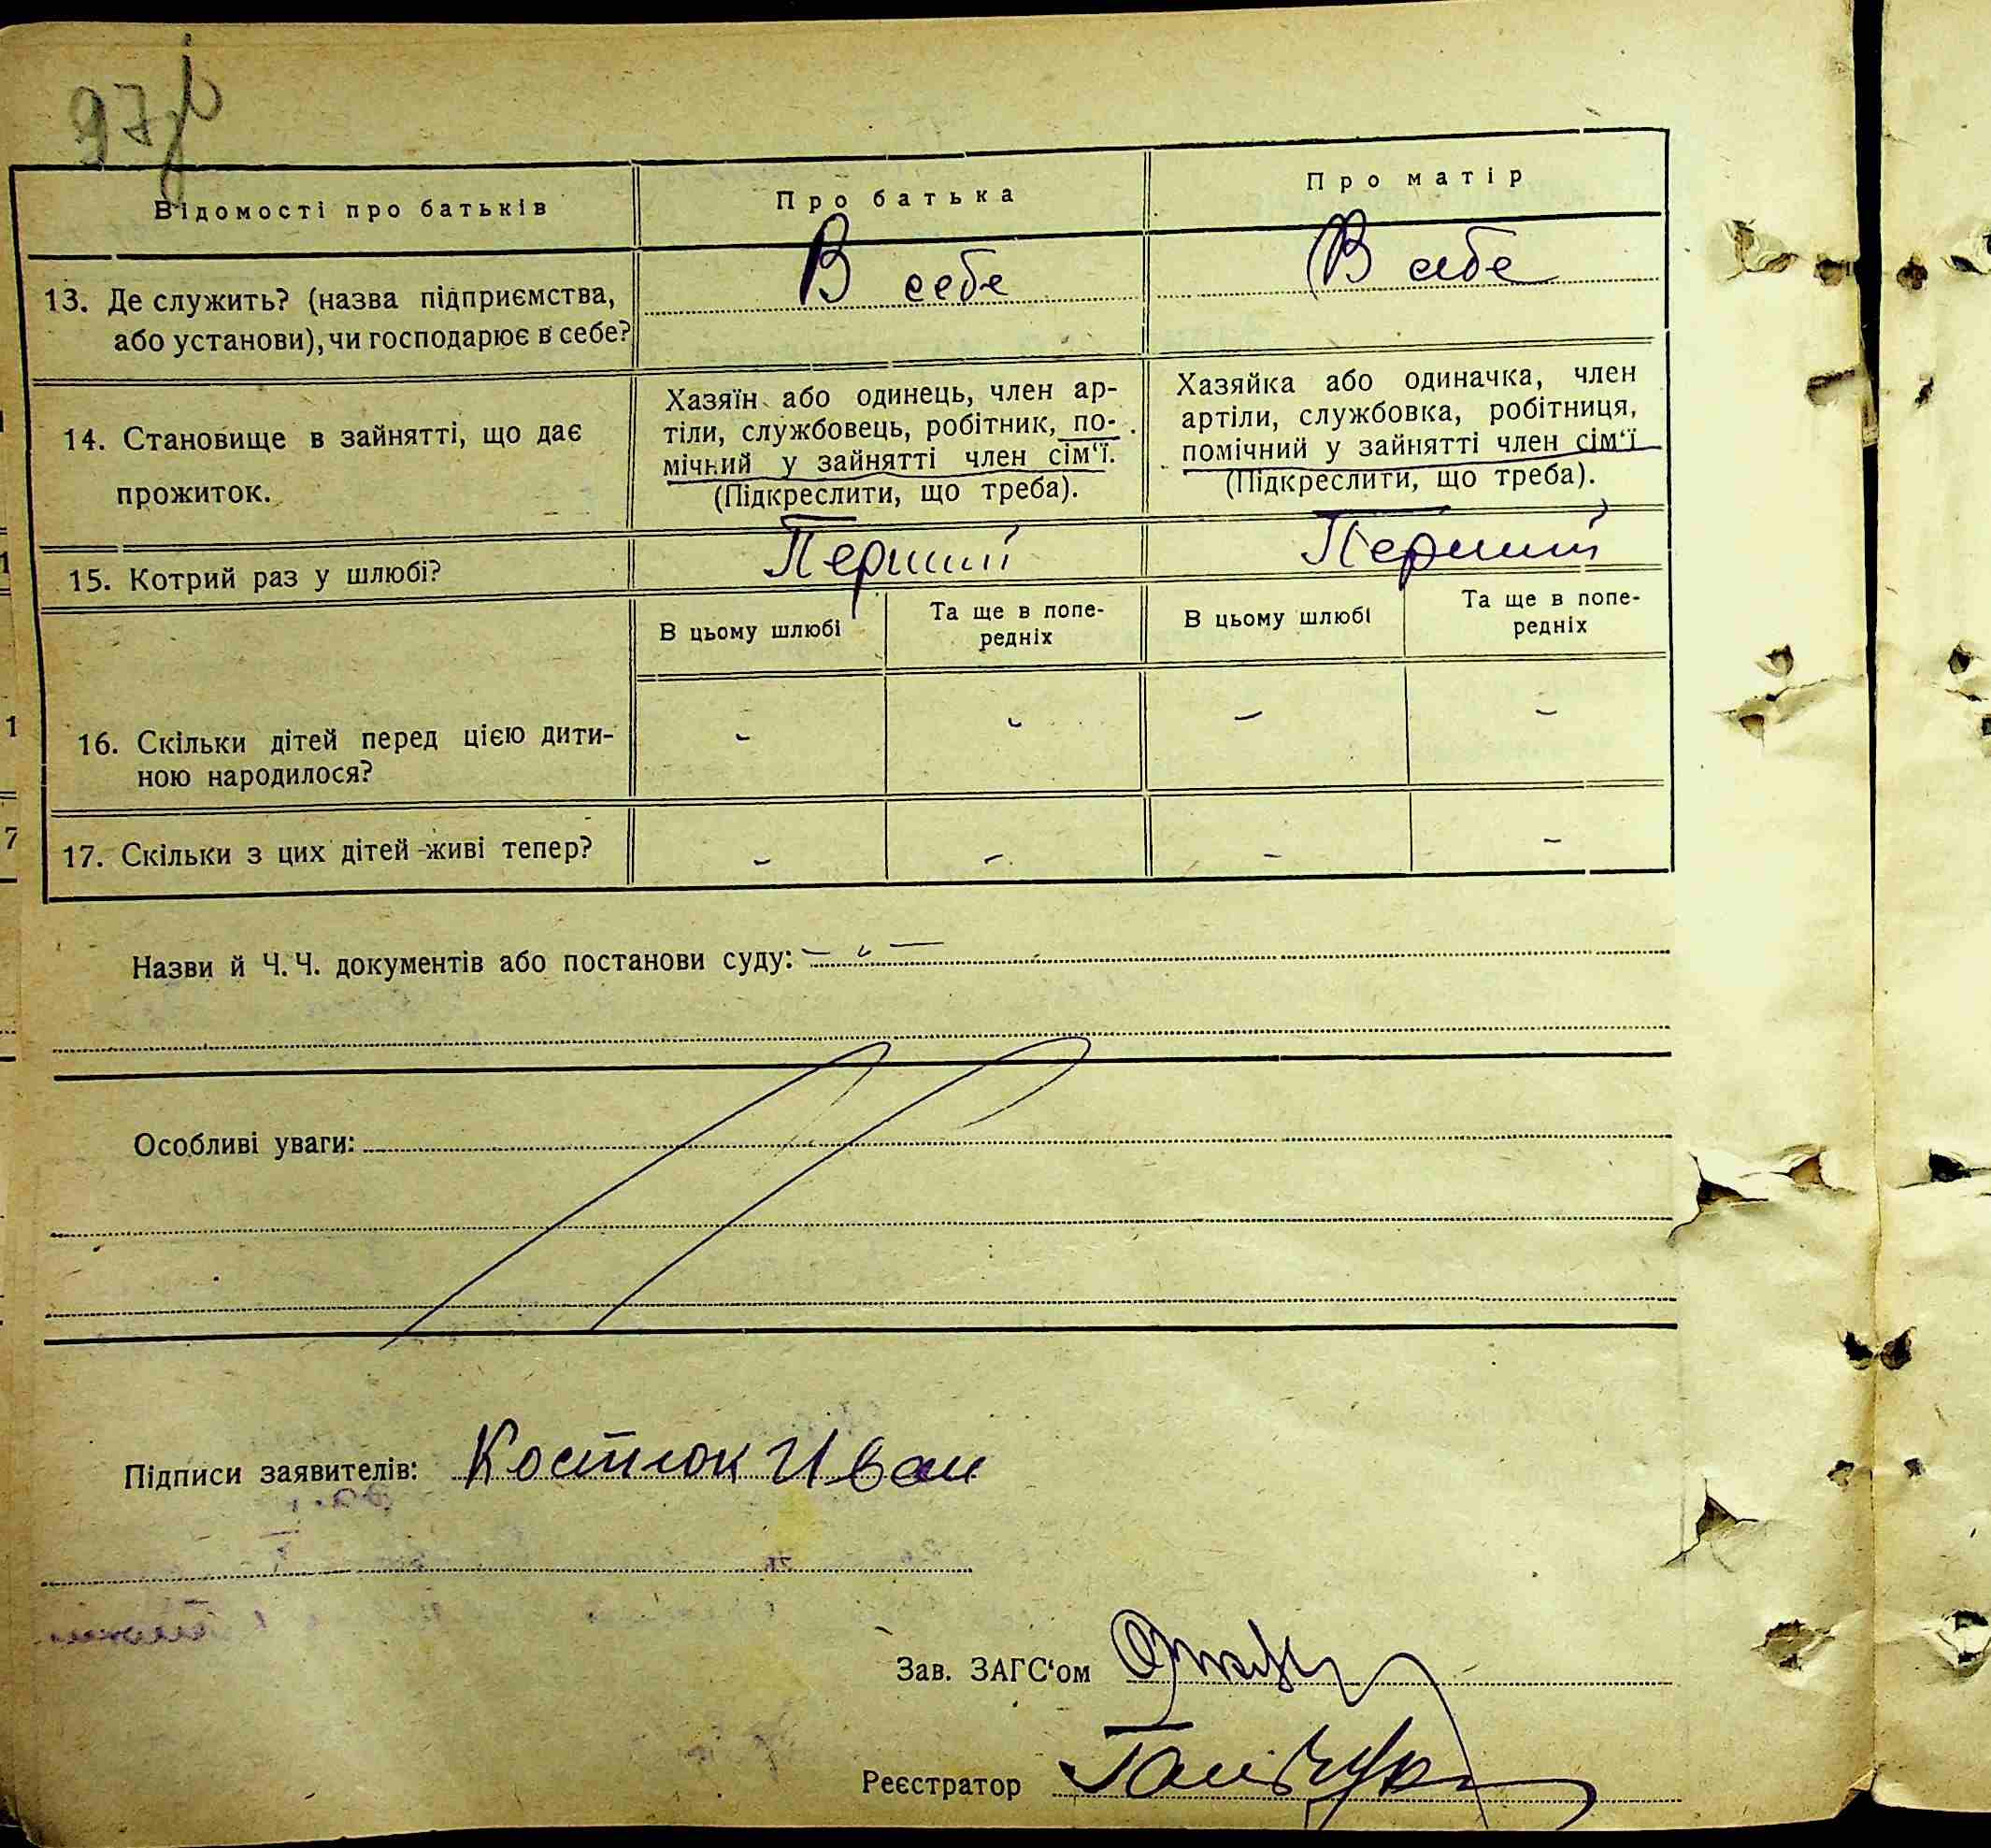 97
Відомості про батьків
Про батька
Про матір
13. Де служить? (назва підприємства,
або установи), чи господарює в себе?
В себе
В себе
14. Становище в зайнятті, що дає
прожиток.
Хазяїн або одинець, член ар-
тіли, службовець, робітник, по-
мічний у зайнятті член сім‘ї.
(Підкреслити, що треба).
Хазяйка або одиначка, член
артіли, службовка, робітниця,
помічний у зайнятті член сім‘ї
(Підкреслити, що треба).
15. Котрий раз у шлюбі?
Перший
Перший
В цьому шлюбі
Та ще в попе-
редніх
В цьому шлюбі
Та ще в попе-
редніх
16. Скільки дітей перед цією дити-
ною народилося?
- - - -
17. Скільки з цих дітей живі тепер?
- - - -
Назви й Ч.Ч. документів або постанови суду: - - -
Особливі уваги:
Підписи заявителів: Костюк Иван
Зав. ЗАГС‘ом
Реєстратор